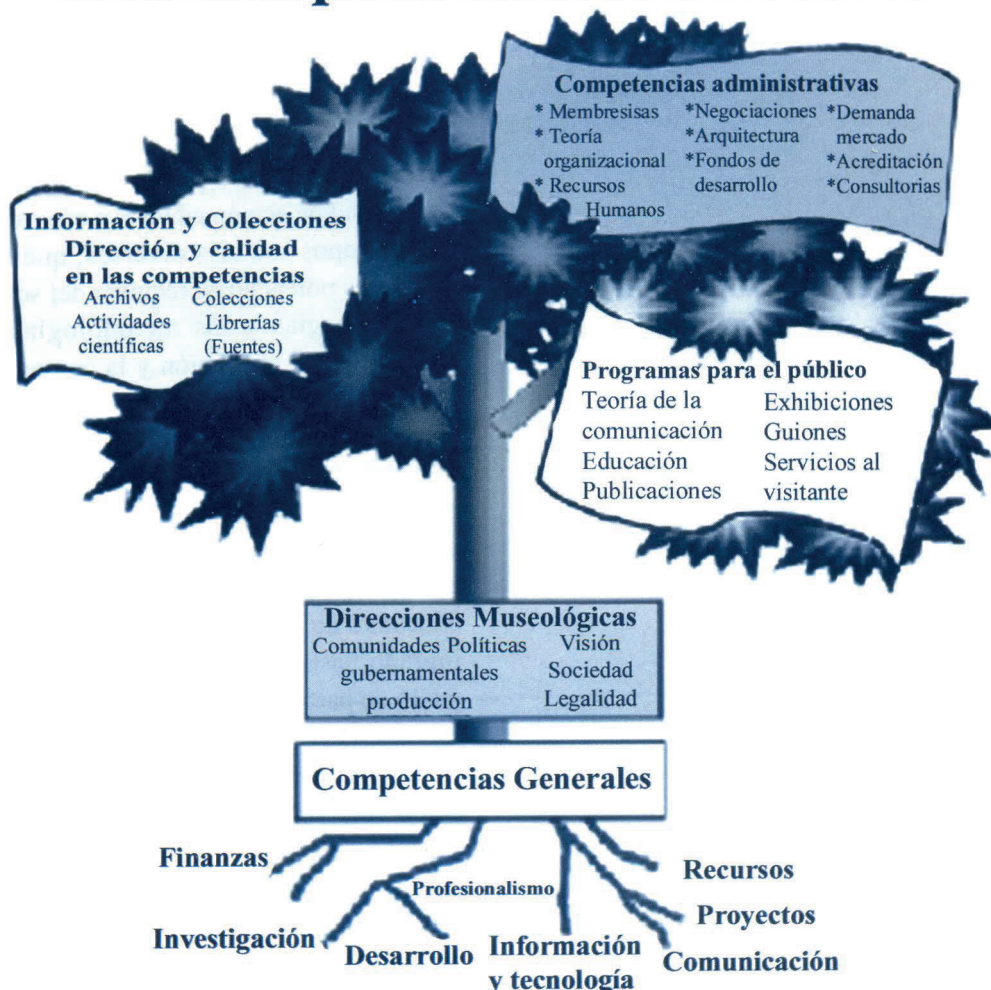 Competencias administrativas
* Membresisas
* Teoría
organizacional
* Recursos
Humanos
*Negociaciones
*Arquitectura
*Fondos de
desarrollo
*Demanda
mercado
*Acreditación
*Consultorias
Información y Colecciones
Dirección y calidad
en las competencias
Archivos
Actividades
científicas
Colecciones
Librerías
(Fuentes)
Programas para el público
Teoría de la
comunicación
Educación
Publicaciones
Exhibiciones
Guiones
Servicios al
visitante
Direcciones Museológicas
Comunidades Políticas
gubernamentales
producción
Visión
Sociedad
Legalidad
Competencias Generales
Finanzas
Investigación
Desarrollo
Profesionalismo
Información
y tecnología
Recursos
Proyectos
Comunicación